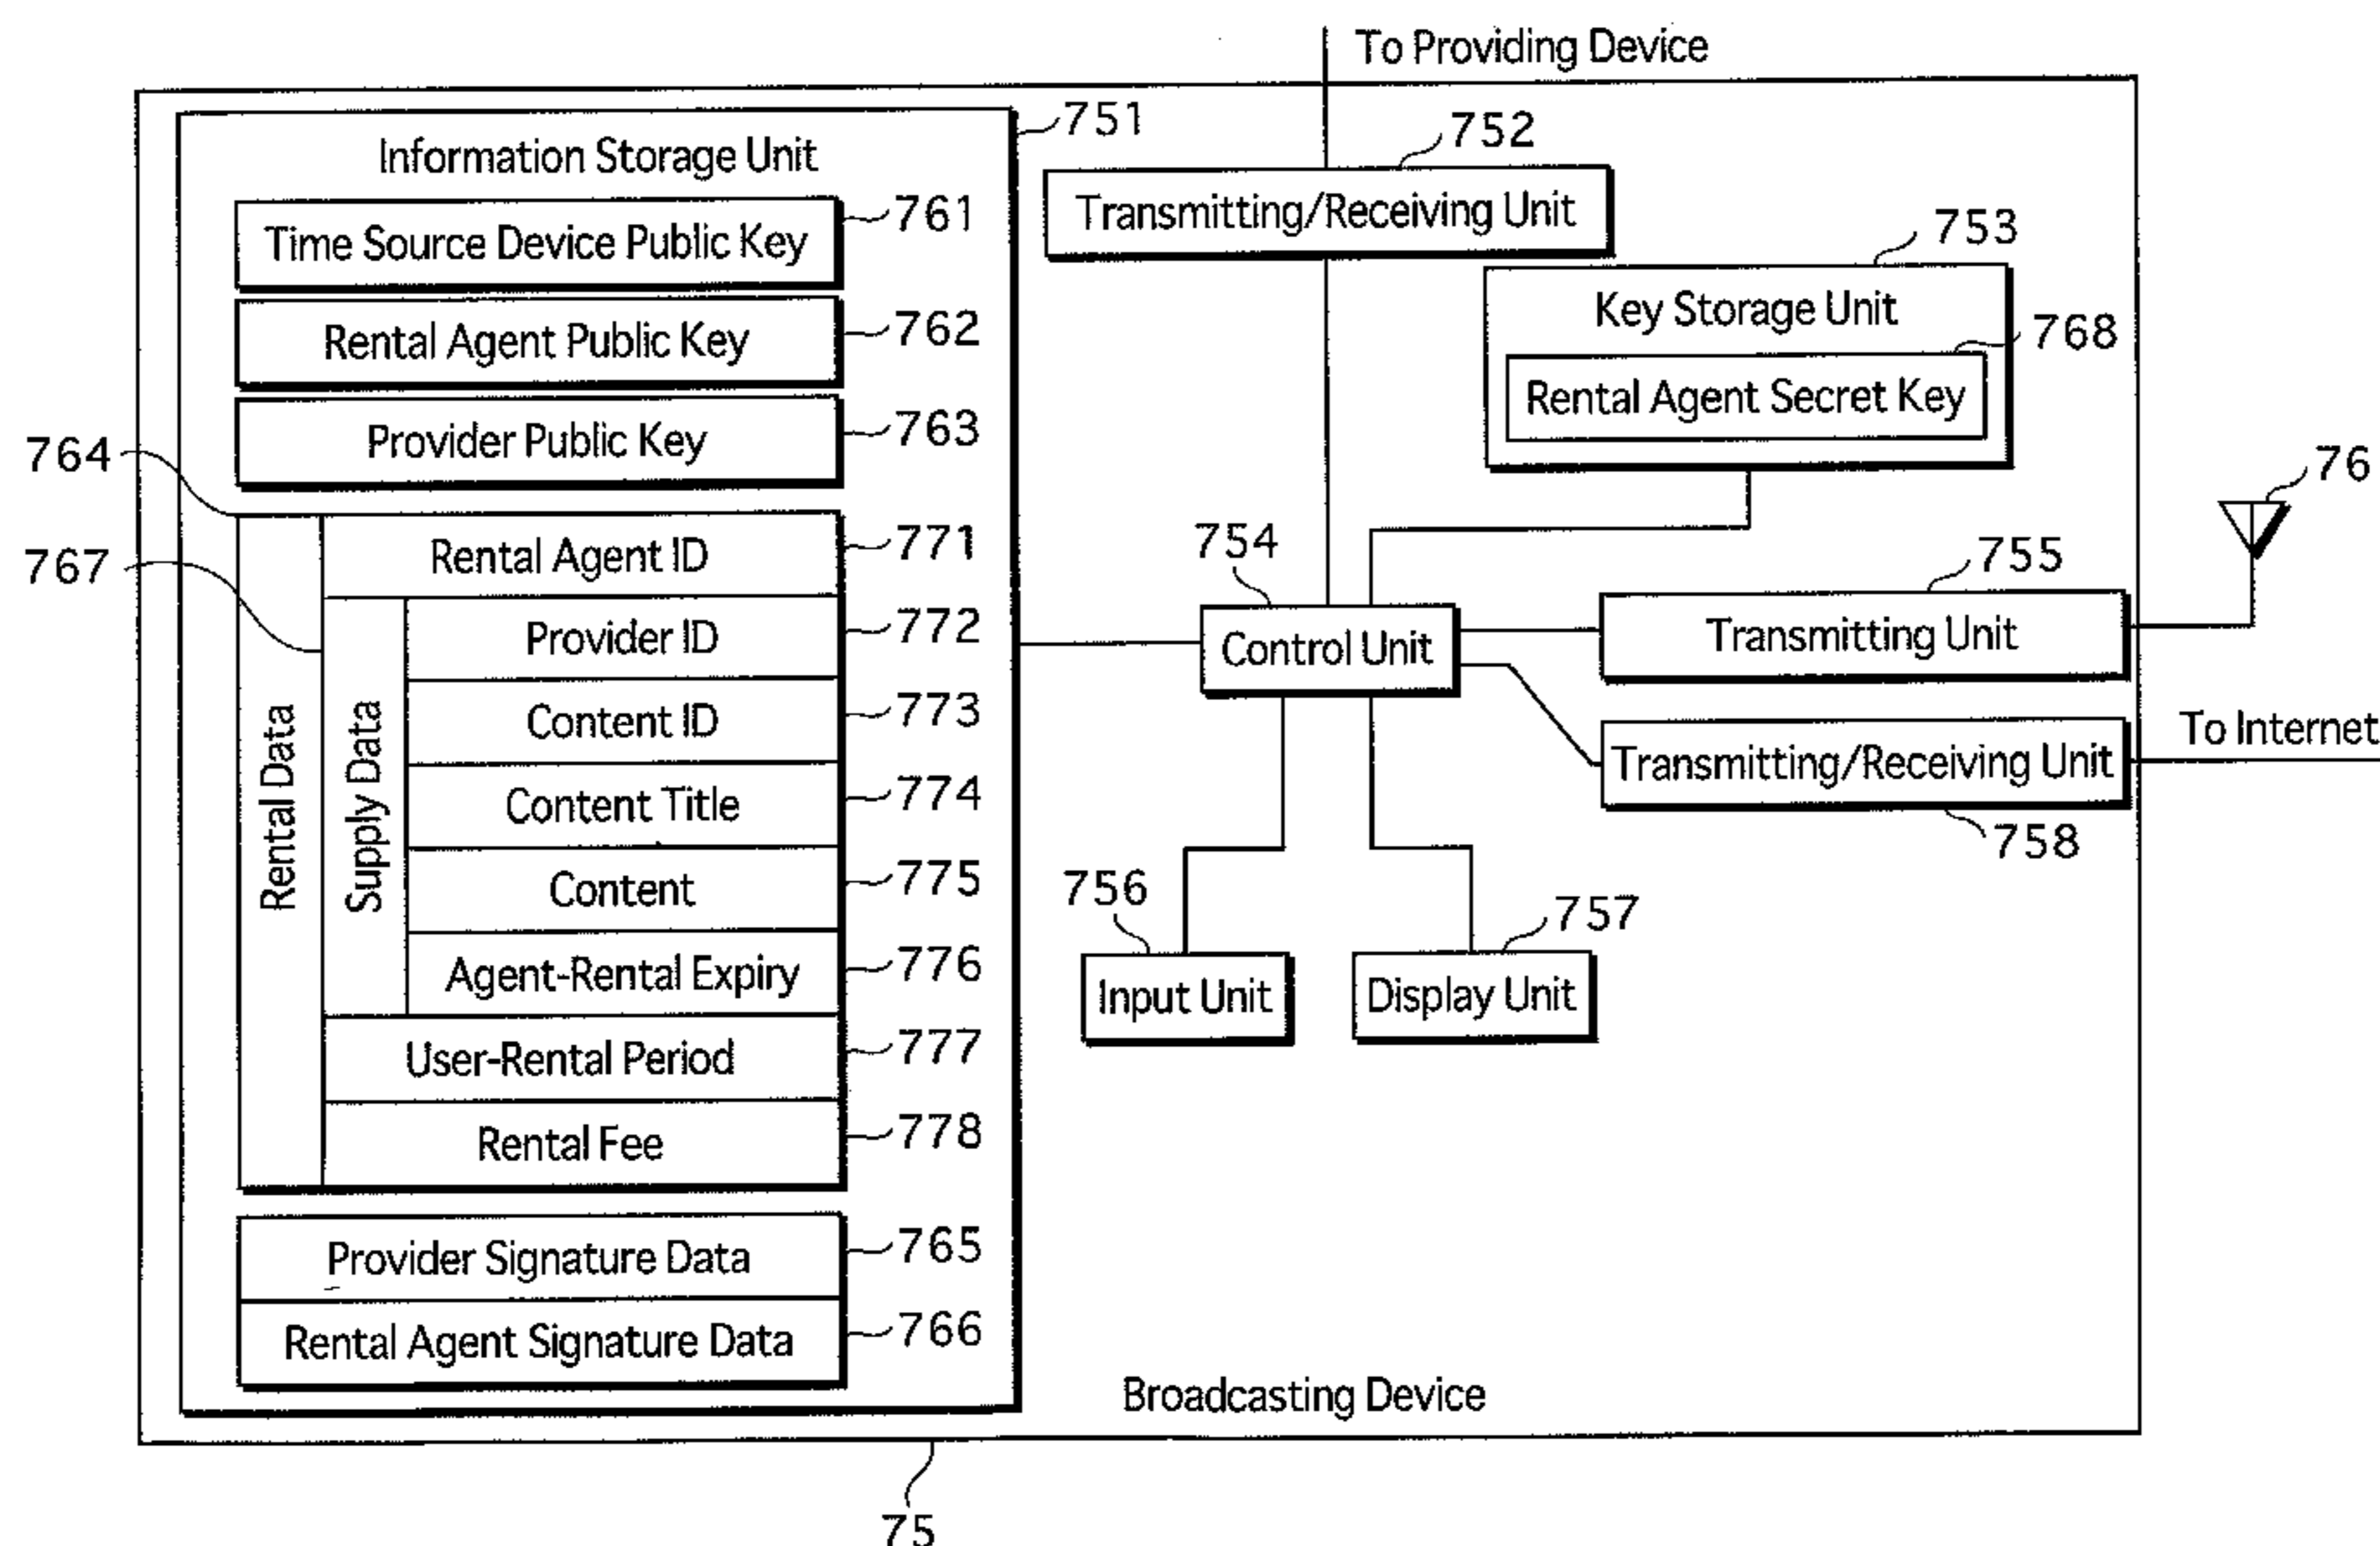 To Providing Device
751
752
Information Storage Unit
Transmitting/Receiving Unit
761
Time Source Device Public Key
753
Key Storage Unit
762
Rental Agent Public Key
768
Rental Agent Secret Key
763
Provider Public Key
764
76
771
Rental Agent ID
754
755
767
772
Provider ID
Control Unit
Transmitting Unit
773
Content ID
To Internet
Transmitting/Receiving Unit
758
Rental Data
Supply Data
774
Content Title
775
Content
756
757
776
Agent-Rental Expiry
Input Unit
Display Unit
777
User-Rental Period
778
Rental Fee
765
Provider Signature Data
766
Rental Agent Signature Data
Broadcasting Device
75